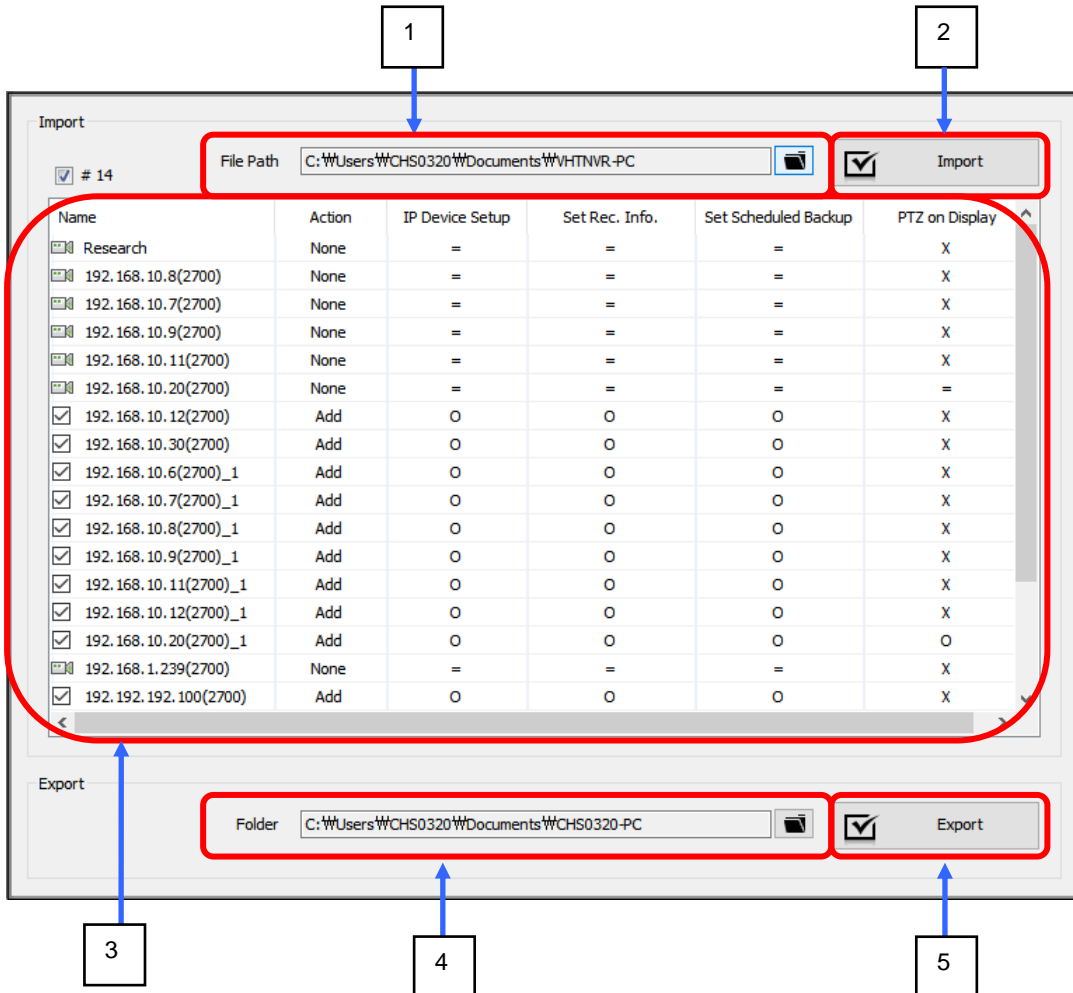 1 2
Import
File Path C:₩Users₩CHS0320₩Documents₩VHTNVR-PC Import
# 14
Name Action IP Device Setup Set Rec. Info. Set Scheduled Backup PTZ on Display
Research None = = = X
192.168.10.8(2700) None = = = X
192.168.10.7(2700) None = = = X
192.168.10.9(2700) None = = = X
192.168.10.11(2700) None = = = X
192.168.10.20(2700) None = = = =
192.168.10.12(2700) Add O O O X
192.168.10.30(2700) Add O O O X
192.168.10.6(2700)_1 Add O O O X
192.168.10.7(2700)_1 Add O O O X
192.168.10.8(2700)_1 Add O O O X
192.168.10.9(2700)_1 Add O O O X
192.168.10.11(2700)_1 Add O O O X
192.168.10.12(2700)_1 Add O O O X
192.168.10.20(2700)_1 Add O O O O
192.168.1.239(2700) None = = = X
192.192.192.100(2700) Add O O O X
Export
Folder C:₩Users₩CHS0320₩Documents₩CHS0320-PC Export
3 4 5